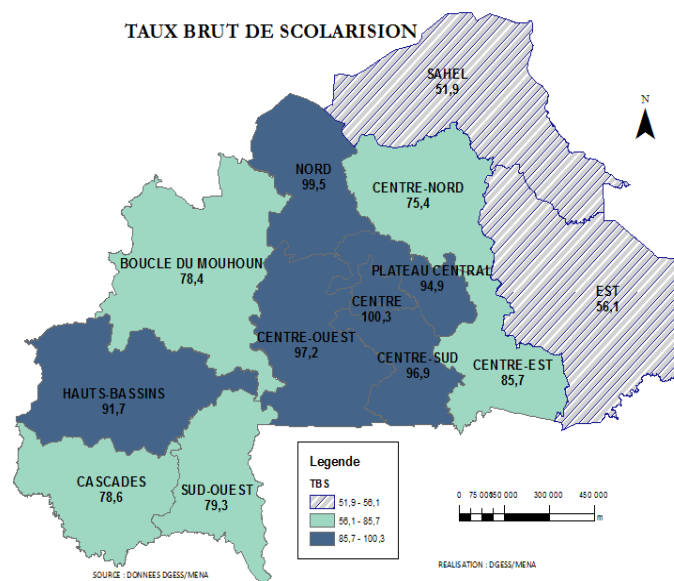 TAUX BRUT DE SCOLARISION
SAHEL
51,9
N
NORD
99,5
CENTRE-NORD
75,4
BOUCLE DU MOUHOUN
78,4
PLATEAU CENTRAL
94,9
EST
56,1
CENTRE
100,3
CENTRE-OUEST
97,2
CENTRE-SUD
96,9
CENTRE-EST
85,7
HAUTS-BASSINS
91,7
CASCADES
78,6
SUD-OUEST
79,3
Legende
TBS
51,9 - 56,1
56,1 - 85,7
85,7 - 100,3
0 75 000 150 000 300 000 450 000
m
SOURCE : DONNEES DGESS/MENA
REALISATION : DGESS/MENA